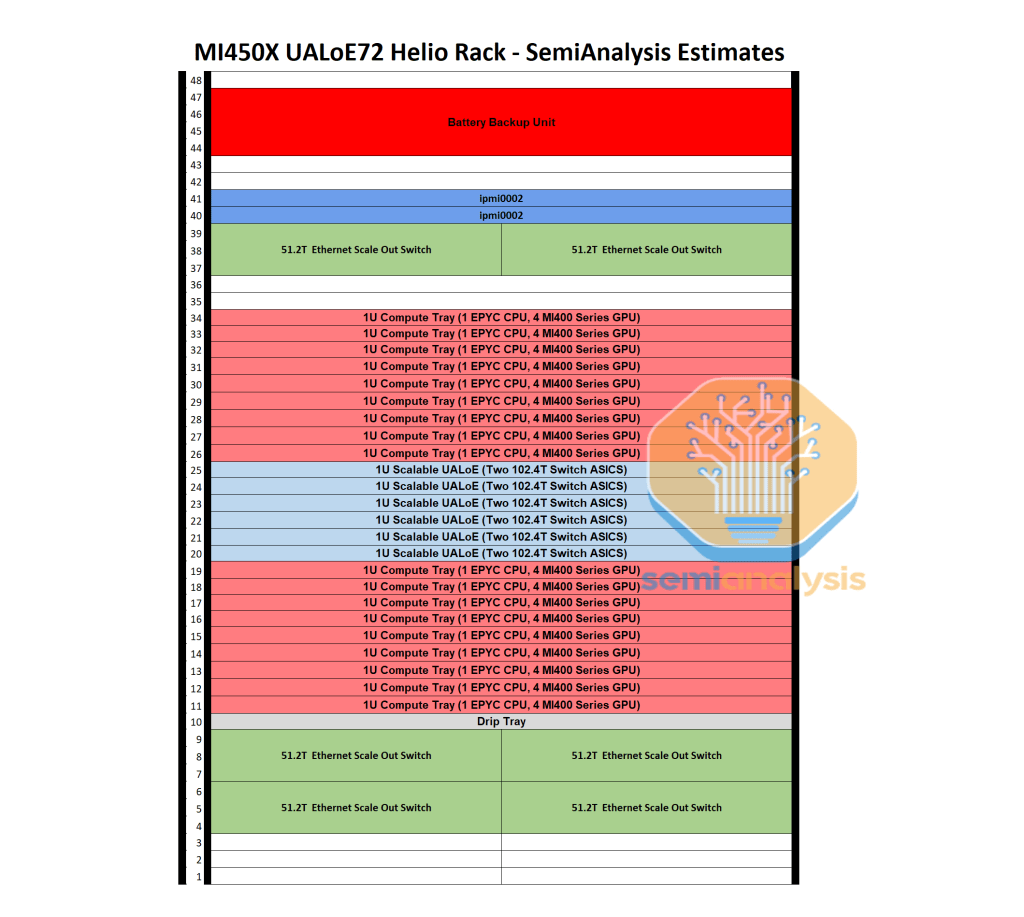 MI450X UALoE72 Helio Rack - SemiAnalysis Estimates
48
47
46
Battery Backup Unit
45
44
43
42
41 ipmi0002
40 ipmi0002
39
38 51.2T Ethernet Scale Out Switch 51.2T Ethernet Scale Out Switch
37
36
35
34 1U Compute Tray (1 EPYC CPU, 4 MI400 Series GPU)
33 1U Compute Tray (1 EPYC CPU, 4 MI400 Series GPU)
32 1U Compute Tray (1 EPYC CPU, 4 MI400 Series GPU)
31 1U Compute Tray (1 EPYC CPU, 4 MI400 Series GPU)
30 1U Compute Tray (1 EPYC CPU, 4 MI400 Series GPU)
29 1U Compute Tray (1 EPYC CPU, 4 MI400 Series GPU)
28 1U Compute Tray (1 EPYC CPU, 4 MI400 Series GPU)
27 1U Compute Tray (1 EPYC CPU, 4 MI400 Series GPU)
26 1U Compute Tray (1 EPYC CPU, 4 MI400 Series GPU)
25 1U Scalable UALoE (Two 102.4T Switch ASICS)
24 1U Scalable UALoE (Two 102.4T Switch ASICS)
23 1U Scalable UALoE (Two 102.4T Switch ASICS)
22 1U Scalable UALoE (Two 102.4T Switch ASICS)
21 1U Scalable UALoE (Two 102.4T Switch ASICS)
20 1U Scalable UALoE (Two 102.4T Switch ASICS)
19 1U Compute Tray (1 EPYC CPU, 4 MI400 Series GPU)
semianalysis
18 1U Compute Tray (1 EPYC CPU, 4 MI400 Series GPU)
17 1U Compute Tray (1 EPYC CPU, 4 MI400 Series GPU)
16 1U Compute Tray (1 EPYC CPU, 4 MI400 Series GPU)
15 1U Compute Tray (1 EPYC CPU, 4 MI400 Series GPU)
14 1U Compute Tray (1 EPYC CPU, 4 MI400 Series GPU)
13 1U Compute Tray (1 EPYC CPU, 4 MI400 Series GPU)
12 1U Compute Tray (1 EPYC CPU, 4 MI400 Series GPU)
11 1U Compute Tray (1 EPYC CPU, 4 MI400 Series GPU)
10 Drip Tray
9
8 51.2T Ethernet Scale Out Switch 51.2T Ethernet Scale Out Switch
7
6
5 51.2T Ethernet Scale Out Switch 51.2T Ethernet Scale Out Switch
4
3
2
1